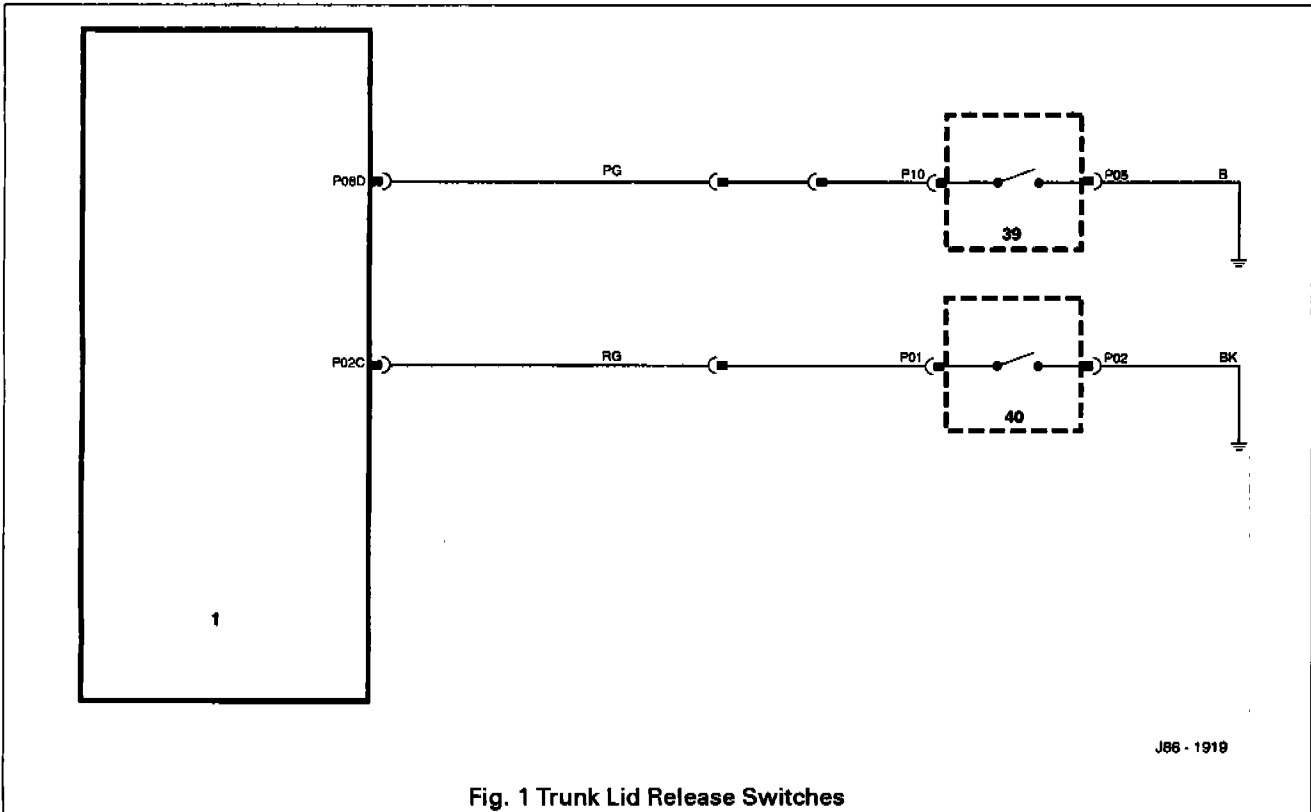 P08D PG P10 P05 B
39
P02C RG P01 P02 BK
40
1
J86 - 1919
Fig. 1 Trunk Lid Release Switches